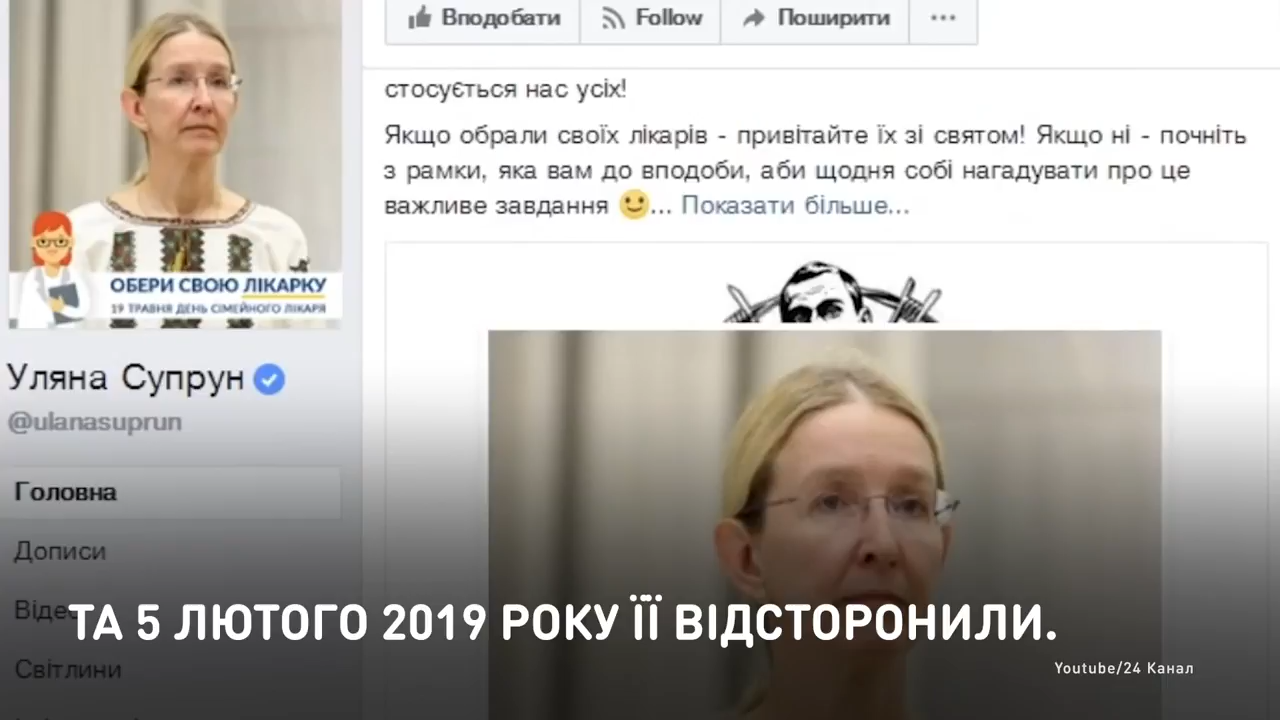 Вподобати
Follow
Поширити
стосується нас усіх!
Якщо обрали своїх лікарів - привітайте їх зі святом! Якщо ні - почніть
з рамки, яка вам до вподоби, аби щодня собі нагадувати про це
важливе завдання 🙂... Показати більше...
ОБЕРИ СВОЮ ЛІКАРКУ
19 ТРАВНЯ ДЕНЬ СІМЕЙНОГО ЛІКАРЯ
Уляна Супрун
@ulanasuprun
Головна
Дописи
Віде
Світлини
ТА 5 ЛЮТОГО 2019 РОКУ ЇЇ ВІДСТОРОНИЛИ.
Youtube/24 Канал